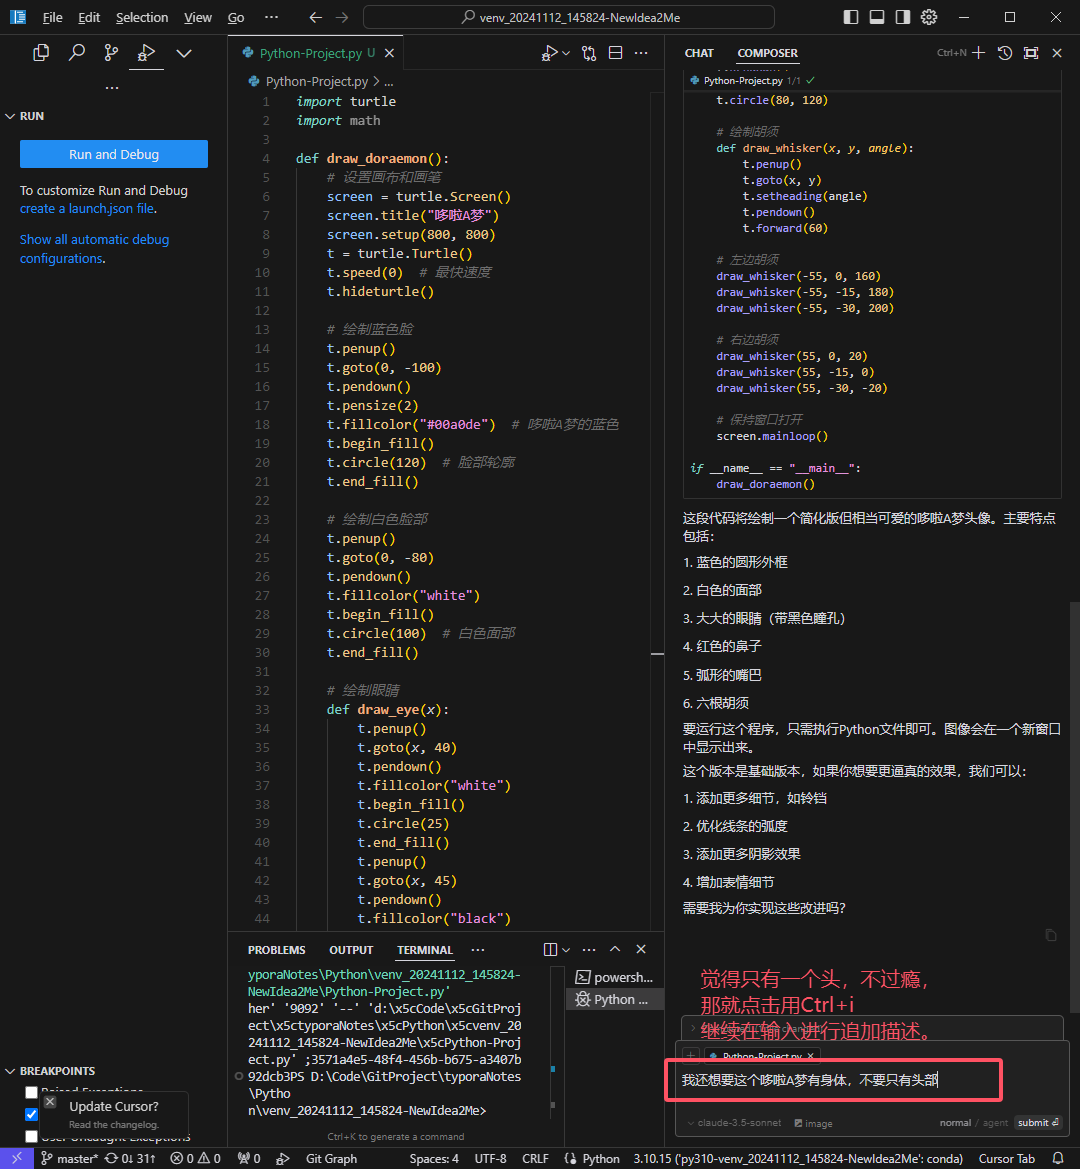 File Edit Selection View Go ··· venv_20241112_145824-NewIdea2Me
RUN
Run and Debug
To customize Run and Debug
create a launch.json file.
Show all automatic debug
configurations.
BREAKPOINTS
Update Cursor?
Read the changelog.
Python-Project.py U
Python-Project.py > ...
1 import turtle
2 import math
3
4 def draw_doraemon():
5 # 设置画布和画笔
6 screen = turtle.Screen()
7 screen.title("哆啦A梦")
8 screen.setup(800, 800)
9 t = turtle.Turtle()
10 t.speed(0) # 最快速度
11 t.hideturtle()
12
13 # 绘制蓝色脸
14 t.penup()
15 t.goto(0, -100)
16 t.pendown()
17 t.pensize(2)
18 t.fillcolor("#00a0de") # 哆啦A梦的蓝色
19 t.begin_fill()
20 t.circle(120) # 脸部轮廓
21 t.end_fill()
22
23 # 绘制白色脸部
24 t.penup()
25 t.goto(0, -80)
26 t.pendown()
27 t.fillcolor("white")
28 t.begin_fill()
29 t.circle(100) # 白色面部
30 t.end_fill()
31
32 # 绘制眼睛
33 def draw_eye(x):
34 t.penup()
35 t.goto(x, 40)
36 t.pendown()
37 t.fillcolor("white")
38 t.begin_fill()
39 t.circle(25)
40 t.end_fill()
41 t.penup()
42 t.goto(x, 45)
43 t.pendown()
44 t.fillcolor("black")
PROBLEMS OUTPUT TERMINAL ···
yporaNotes\Python\venv_20241112_145824-
NewIdea2Me\Python-Project.py'
her' '9092' '--' 'd:\x5cCode\x5cGitProj
ect\x5ctyporaNotes\x5cPython\x5cvenv_20
241112_145824-NewIdea2Me\x5cPython-Proj
ect.py' ;3571a4e5-48f4-456b-b675-a3407b
92dcb3PS D:\Code\GitProject\typoraNotes
\Pytho
n\venv_20241112_145824-NewIdea2Me>
Ctrl+K to generate a command
powersh...
Python ...
CHAT COMPOSER Ctrl+N
Python-Project.py 1/1
t.circle(80, 120)
# 绘制胡须
def draw_whisker(x, y, angle):
t.penup()
t.goto(x, y)
t.setheading(angle)
t.pendown()
t.forward(60)
# 左边胡须
draw_whisker(-55, 0, 160)
draw_whisker(-55, -15, 180)
draw_whisker(-55, -30, 200)
# 右边胡须
draw_whisker(55, 0, 20)
draw_whisker(55, -15, 0)
draw_whisker(55, -30, -20)
# 保持窗口打开
screen.mainloop()
if __name__ == "__main__":
draw_doraemon()
这段代码将绘制一个简化版但相当可爱的哆啦A梦头像。主要特点
包括：
1. 蓝色的圆形外框
2. 白色的面部
3. 大大的眼睛（带黑色瞳孔）
4. 红色的鼻子
5. 弧形的嘴巴
6. 六根胡须
要运行这个程序，只需执行Python文件即可。图像会在一个新窗口
中显示出来。
这个版本是基础版本，如果你想要更逼真的效果，我们可以：
1. 添加更多细节，如铃铛
2. 优化线条的弧度
3. 添加更多阴影效果
4. 增加表情细节
需要我为你实现这些改进吗？
觉得只有一个头，不过瘾，
那就点击用Ctrl+i
继续在输入进行追加描述。
Python-Project.py
我还想要这个哆啦A梦有身体，不要只有头部
claude-3.5-sonnet image normal / agent submit
master* 0↓ 31↑ 0 0 0 Git Graph Spaces: 4 UTF-8 CRLF Python 3.10.15 ('py310-venv_20241112_145824-NewIdea2Me': conda) Cursor Tab